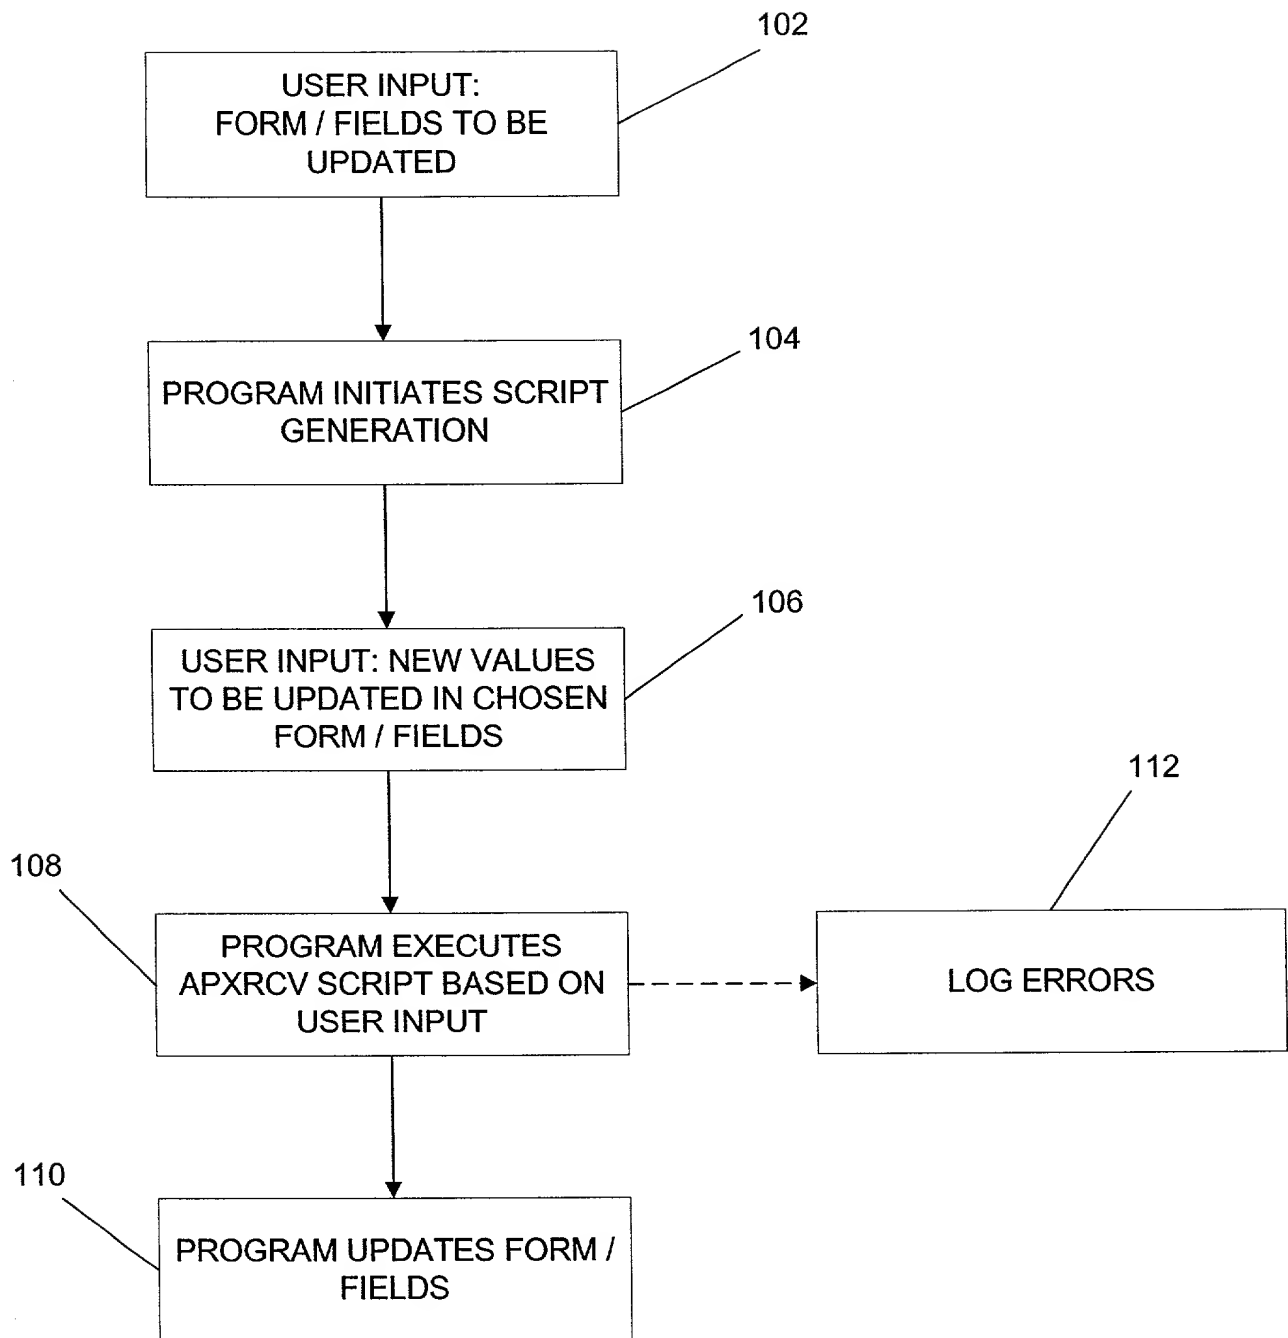 102
USER INPUT:
FORM / FIELDS TO BE
UPDATED
104
PROGRAM INITIATES SCRIPT
GENERATION
106
USER INPUT: NEW VALUES
TO BE UPDATED IN CHOSEN
FORM / FIELDS
112
108
PROGRAM EXECUTES
APXRCV SCRIPT BASED ON
USER INPUT
LOG ERRORS
110
PROGRAM UPDATES FORM /
FIELDS